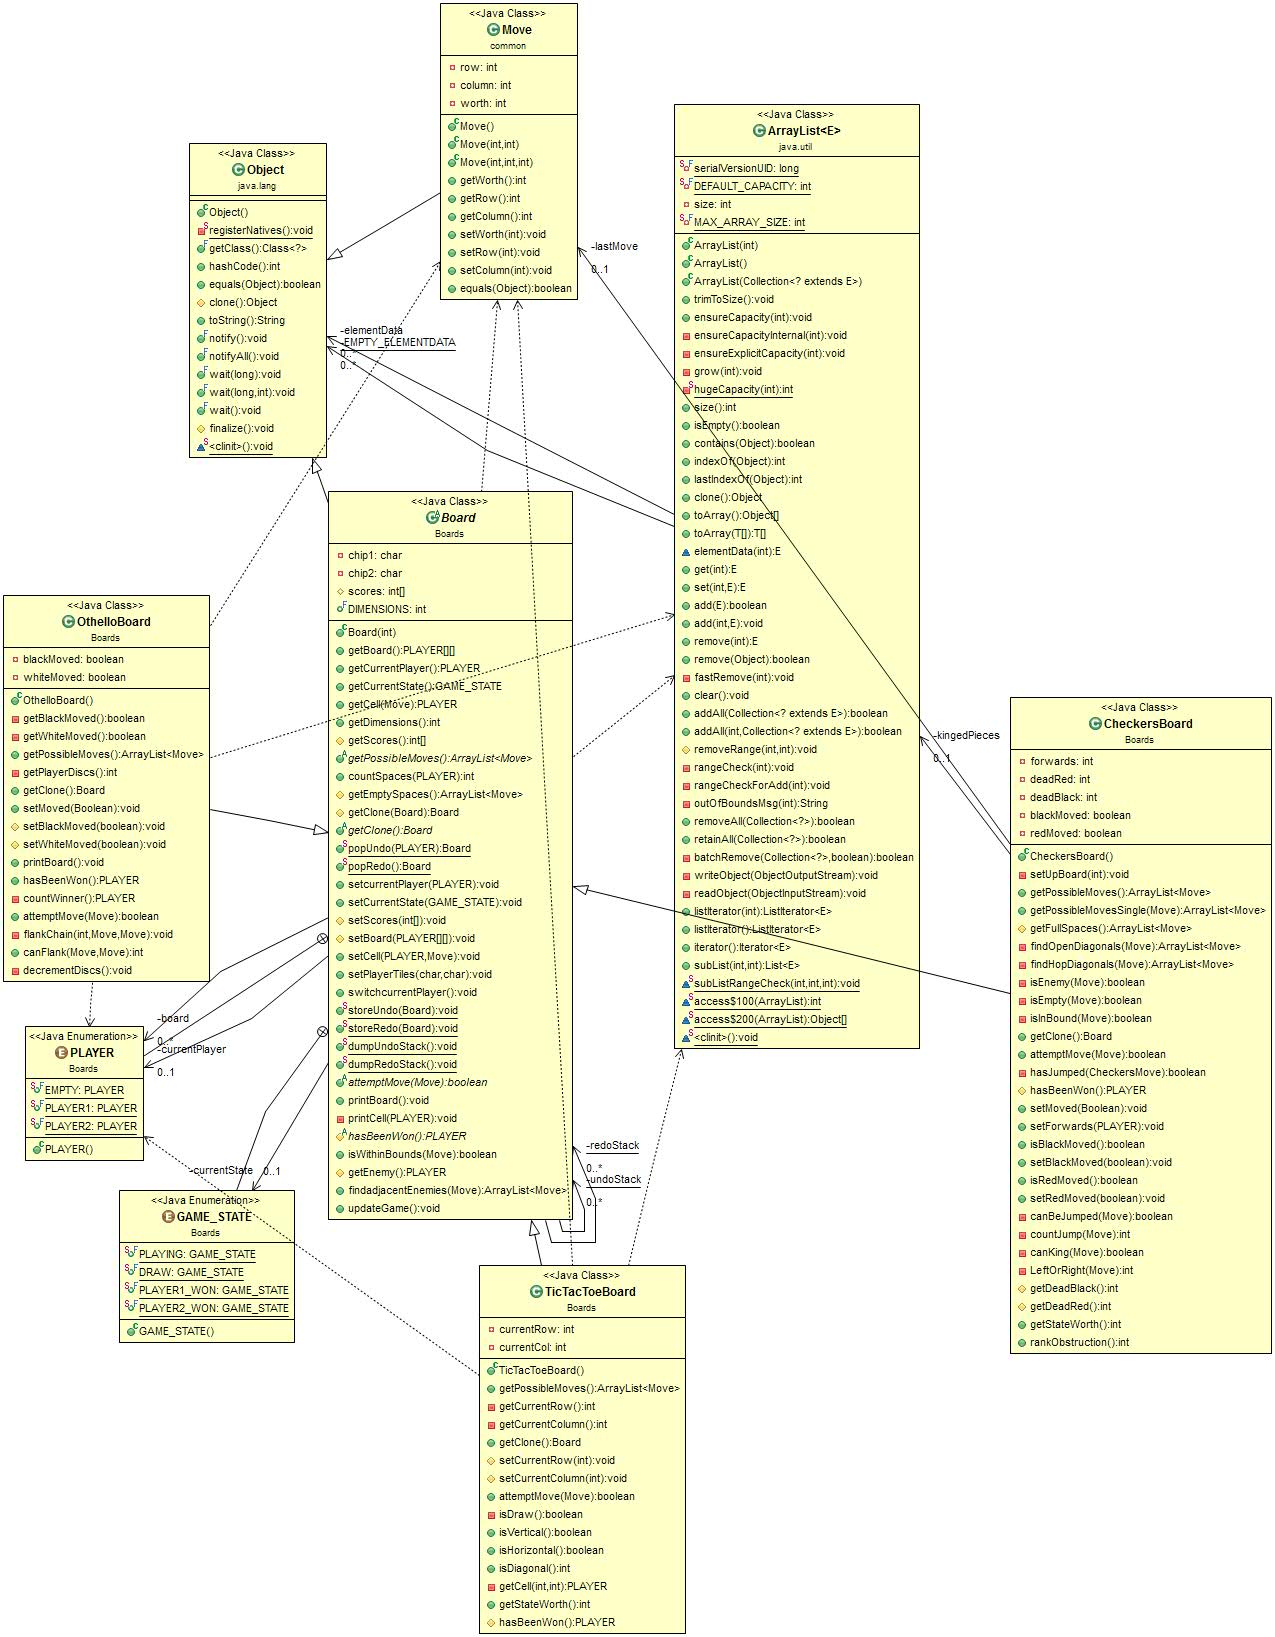 <<Java Class>>
Move
common
row: int
column: int
worth: int
Move()
Move(int,int)
Move(int,int,int)
getWorth():int
getRow():int
getColumn():int
setWorth(int):void
setRow(int):void
setColumn(int):void
equals(Object):boolean
<<Java Class>>
Object
java.lang
Object()
registerNatives():void
getClass():Class<?>
hashCode():int
equals(Object):boolean
clone():Object
toString():String
notify():void
notifyAll():void
wait(long):void
wait(long,int):void
wait():void
finalize():void
<clinit>():void
<<Java Class>>
ArrayList<E>
java.util
serialVersionUID: long
DEFAULT_CAPACITY: int
size: int
MAX_ARRAY_SIZE: int
ArrayList(int)
ArrayList()
ArrayList(Collection<? extends E>)
trimToSize():void
ensureCapacity(int):void
ensureCapacityInternal(int):void
ensureExplicitCapacity(int):void
grow(int):void
hugeCapacity(int):int
size():int
isEmpty():boolean
contains(Object):boolean
indexOf(Object):int
lastIndexOf(Object):int
clone():Object
toArray():Object[]
toArray(T[]):T[]
elementData(int):E
get(int):E
set(int,E):E
add(E):boolean
add(int,E):void
remove(int):E
remove(Object):boolean
fastRemove(int):void
clear():void
addAll(Collection<? extends E>):boolean
addAll(int,Collection<? extends E>):boolean
removeRange(int,int):void
rangeCheck(int):void
rangeCheckForAdd(int):void
outOfBoundsMsg(int):String
removeAll(Collection<?>):boolean
retainAll(Collection<?>):boolean
batchRemove(Collection<?>,boolean):boolean
writeObject(ObjectOutputStream):void
readObject(ObjectInputStream):void
listIterator(int):ListIterator<E>
listIterator():ListIterator<E>
iterator():Iterator<E>
subList(int,int):List<E>
subListRangeCheck(int,int,int):void
access$100(ArrayList):int
access$200(ArrayList):Object[]
<clinit>():void
-lastMove
0..1
-elementData
-EMPTY_ELEMENTDATA
0..*
0..*
<<Java Class>>
Board
Boards
chip1: char
chip2: char
scores: int[]
DIMENSIONS: int
Board(int)
getBoard():PLAYER[][]
getCurrentPlayer():PLAYER
getCurrentState():GAME_STATE
getCell(Move):PLAYER
getDimensions():int
getScores():int[]
getPossibleMoves():ArrayList<Move>
countSpaces(PLAYER):int
getEmptySpaces():ArrayList<Move>
getClone(Board):Board
getClone():Board
popUndo(PLAYER):Board
popRedo():Board
setcurrentPlayer(PLAYER):void
setCurrentState(GAME_STATE):void
setScores(int[]):void
setBoard(PLAYER[][]):void
setCell(PLAYER,Move):void
setPlayerTiles(char,char):void
switchcurrentPlayer():void
storeUndo(Board):void
storeRedo(Board):void
dumpUndoStack():void
dumpRedoStack():void
attemptMove(Move):boolean
printBoard():void
printCell(PLAYER):void
hasBeenWon():PLAYER
isWithinBounds(Move):boolean
getEnemy():PLAYER
findadjacentEnemies(Move):ArrayList<Move>
updateGame():void
<<Java Class>>
OthelloBoard
Boards
blackMoved: boolean
whiteMoved: boolean
OthelloBoard()
getBlackMoved():boolean
getWhiteMoved():boolean
getPossibleMoves():ArrayList<Move>
getPlayerDiscs():int
getClone():Board
setMoved(Boolean):void
setBlackMoved(boolean):void
setWhiteMoved(boolean):void
printBoard():void
hasBeenWon():PLAYER
countWinner():PLAYER
attemptMove(Move):boolean
flankChain(int,Move,Move):void
canFlank(Move,Move):int
decrementDiscs():void
<<Java Class>>
CheckersBoard
Boards
forwards: int
deadRed: int
deadBlack: int
blackMoved: boolean
redMoved: boolean
CheckersBoard()
setUpBoard(int):void
getPossibleMoves():ArrayList<Move>
getPossibleMovesSingle(Move):ArrayList<Move>
getFullSpaces():ArrayList<Move>
findOpenDiagonals(Move):ArrayList<Move>
findHopDiagonals(Move):ArrayList<Move>
isEnemy(Move):boolean
isEmpty(Move):boolean
isInBound(Move):boolean
getClone():Board
attemptMove(Move):boolean
hasJumped(CheckersMove):boolean
hasBeenWon():PLAYER
setMoved(Boolean):void
setForwards(PLAYER):void
isBlackMoved():boolean
setBlackMoved(boolean):void
isRedMoved():boolean
setRedMoved(boolean):void
canBeJumped(Move):boolean
countJump(Move):int
canKing(Move):boolean
LeftOrRight(Move):int
getDeadBlack():int
getDeadRed():int
getStateWorth():int
rankObstruction():int
-kingedPieces
0..1
-board
0..*
-currentPlayer
0..1
<<Java Enumeration>>
PLAYER
Boards
EMPTY: PLAYER
PLAYER1: PLAYER
PLAYER2: PLAYER
PLAYER()
-currentState
0..1
-redoStack
0..*
-undoStack
0..*
<<Java Enumeration>>
GAME_STATE
Boards
PLAYING: GAME_STATE
DRAW: GAME_STATE
PLAYER1_WON: GAME_STATE
PLAYER2_WON: GAME_STATE
GAME_STATE()
<<Java Class>>
TicTacToeBoard
Boards
currentRow: int
currentCol: int
TicTacToeBoard()
getPossibleMoves():ArrayList<Move>
getCurrentRow():int
getCurrentColumn():int
getClone():Board
setCurrentRow(int):void
setCurrentColumn(int):void
attemptMove(Move):boolean
isDraw():boolean
isVertical():boolean
isHorizontal():boolean
isDiagonal():int
getCell(int,int):PLAYER
getStateWorth():int
hasBeenWon():PLAYER